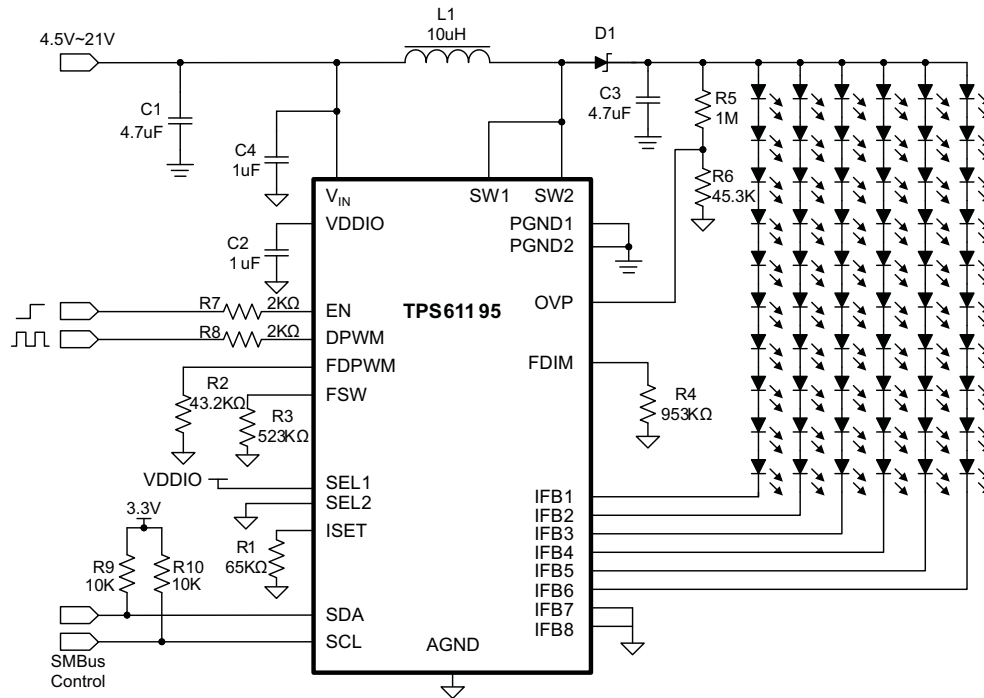 L1
10uH
4.5V~21V
D1
C1
4.7uF
C3
4.7uF
R5
1M
C4
1uF
R6
45.3K
VIN
SW1
SW2
VDDIO
PGND1
PGND2
C2
1uF
R7
2KΩ
EN
TPS61195
OVP
R8
2KΩ
DPWM
FDPWM
FDIM
R2
43.2KΩ
FSW
R4
953KΩ
R3
523KΩ
VDDIO
SEL1
SEL2
IFB1
IFB2
3.3V
ISET
IFB3
R1
65KΩ
IFB4
R9
10K
R10
10K
IFB5
IFB6
IFB7
SDA
IFB8
SCL
AGND
SMBus
Control